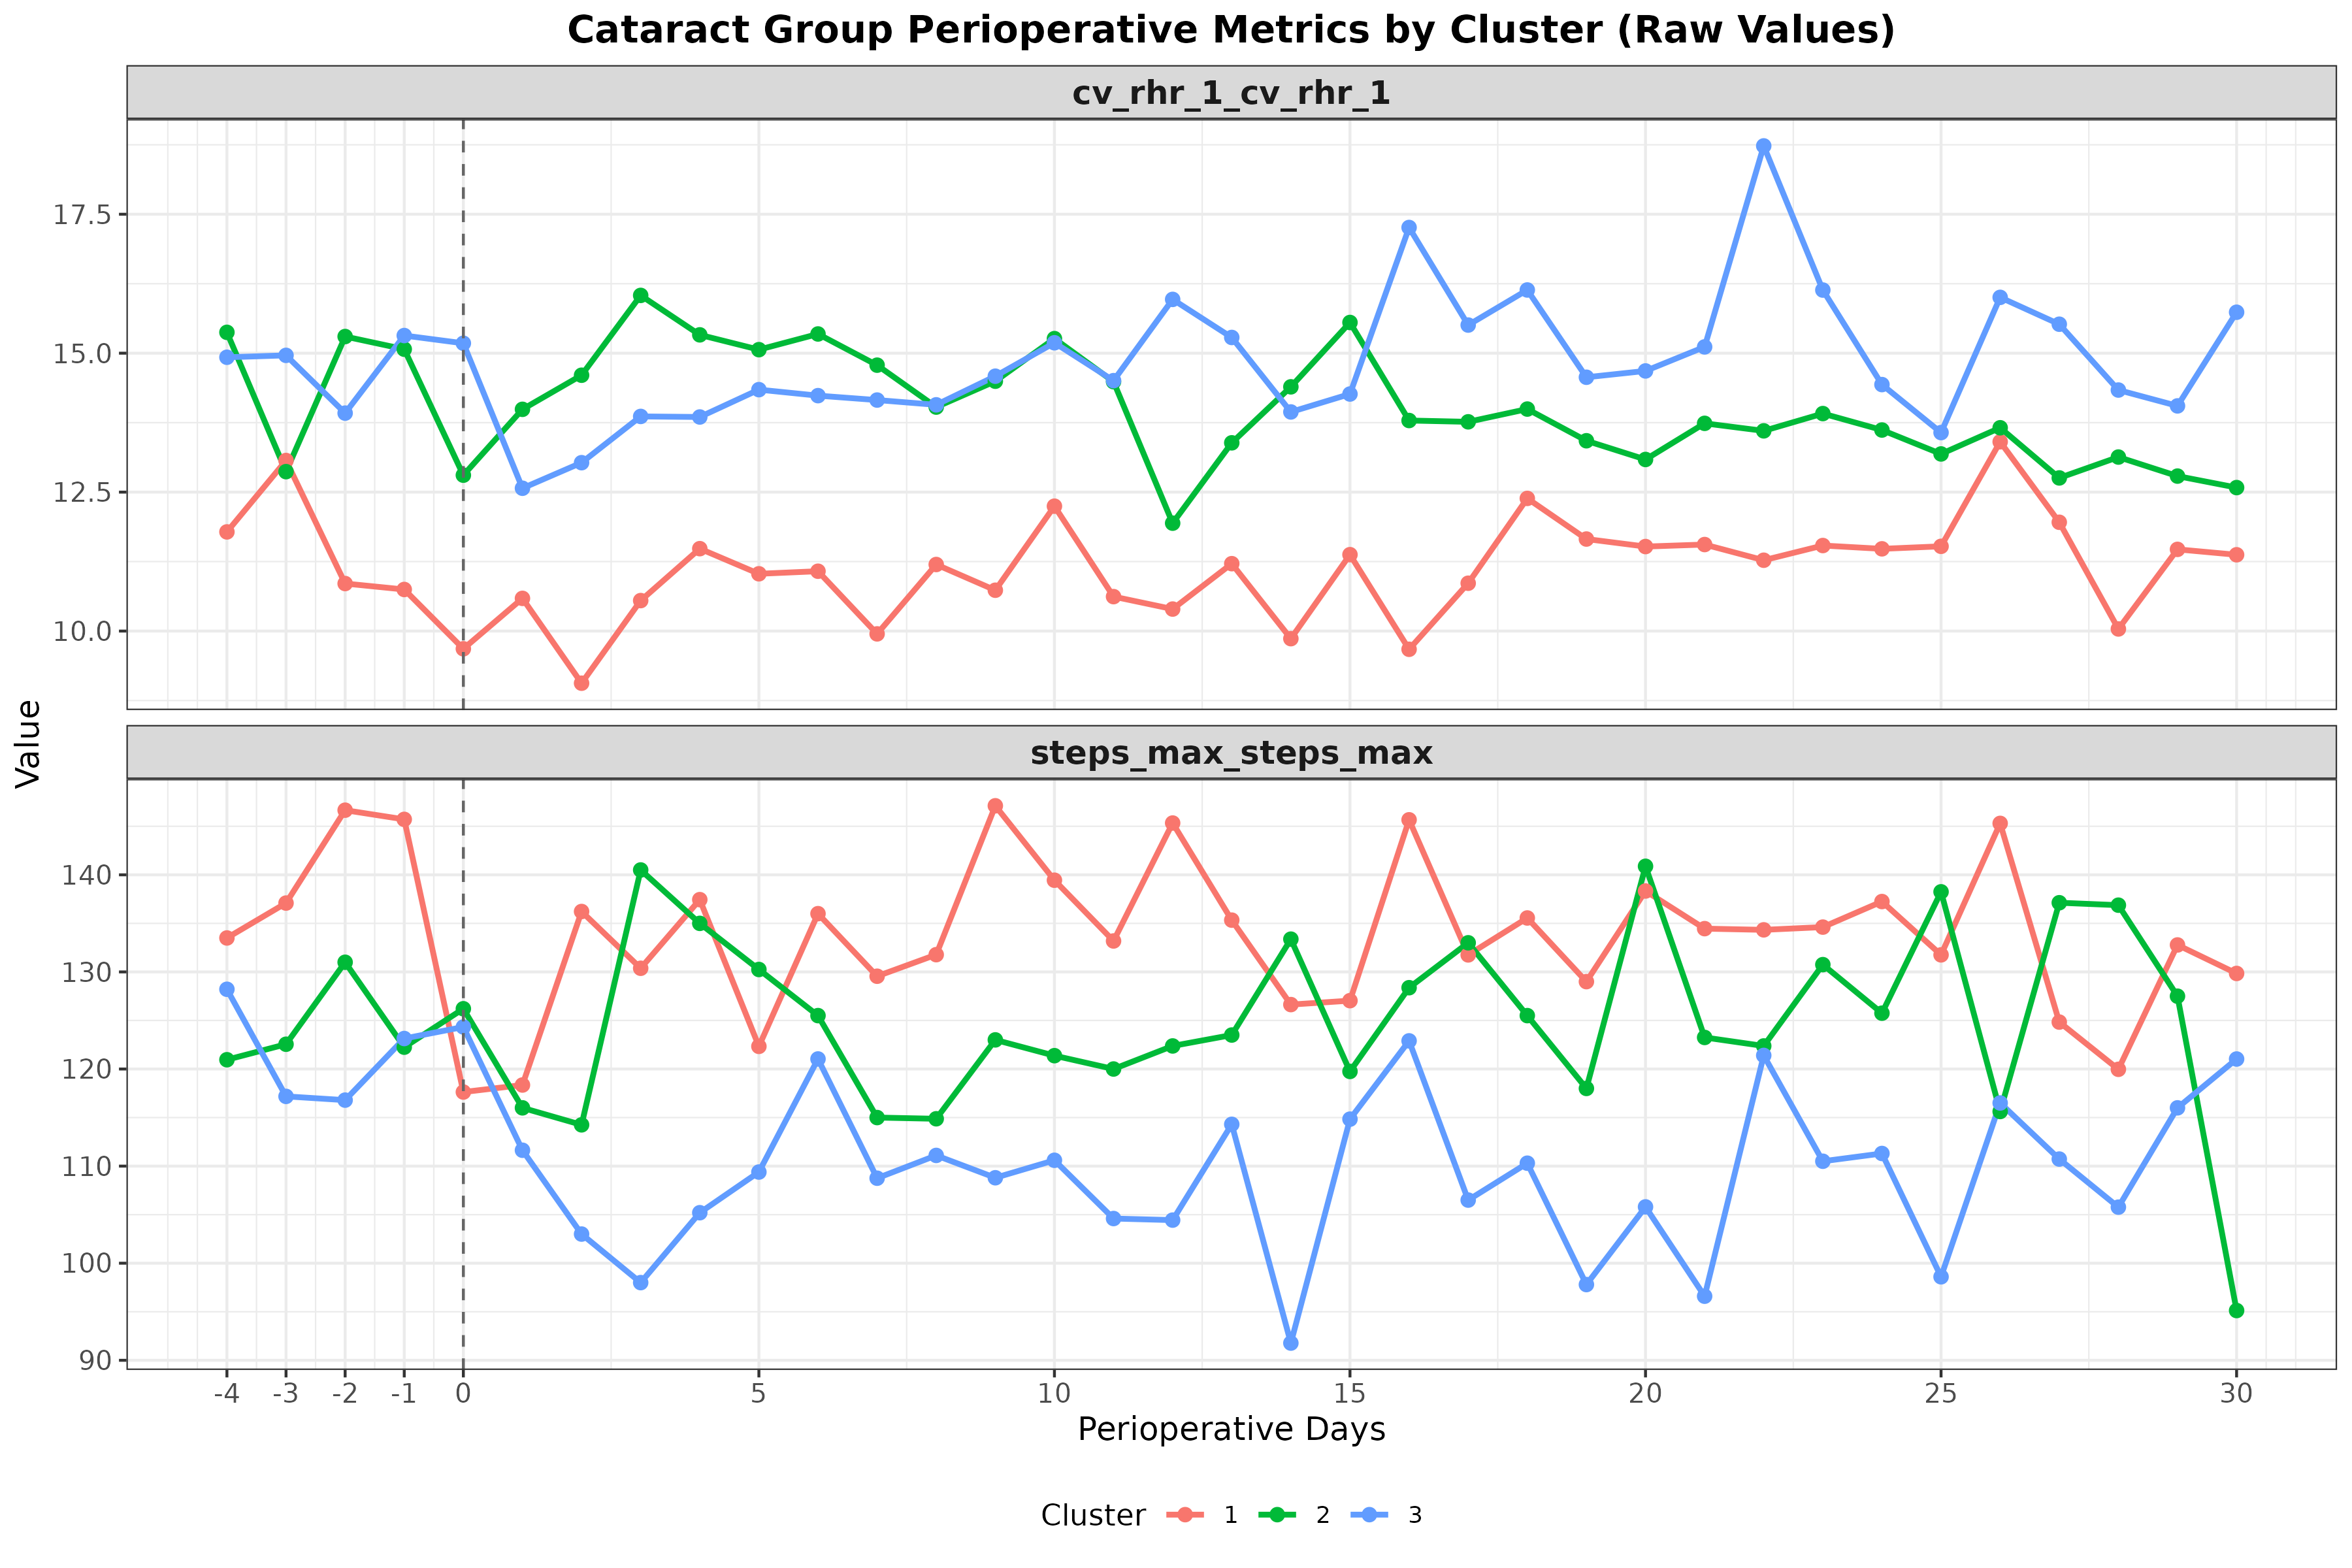 Cataract Group Perioperative Metrics by Cluster (Raw Values)
cv_rhr_1_cv_rhr_1
17.5
15.0
12.5
10.0
Value
steps_max_steps_max
140
130
120
110
100
90
-4 -3 -2 -1 0 5 10 15 20 25 30
Perioperative Days
Cluster 1 2 3